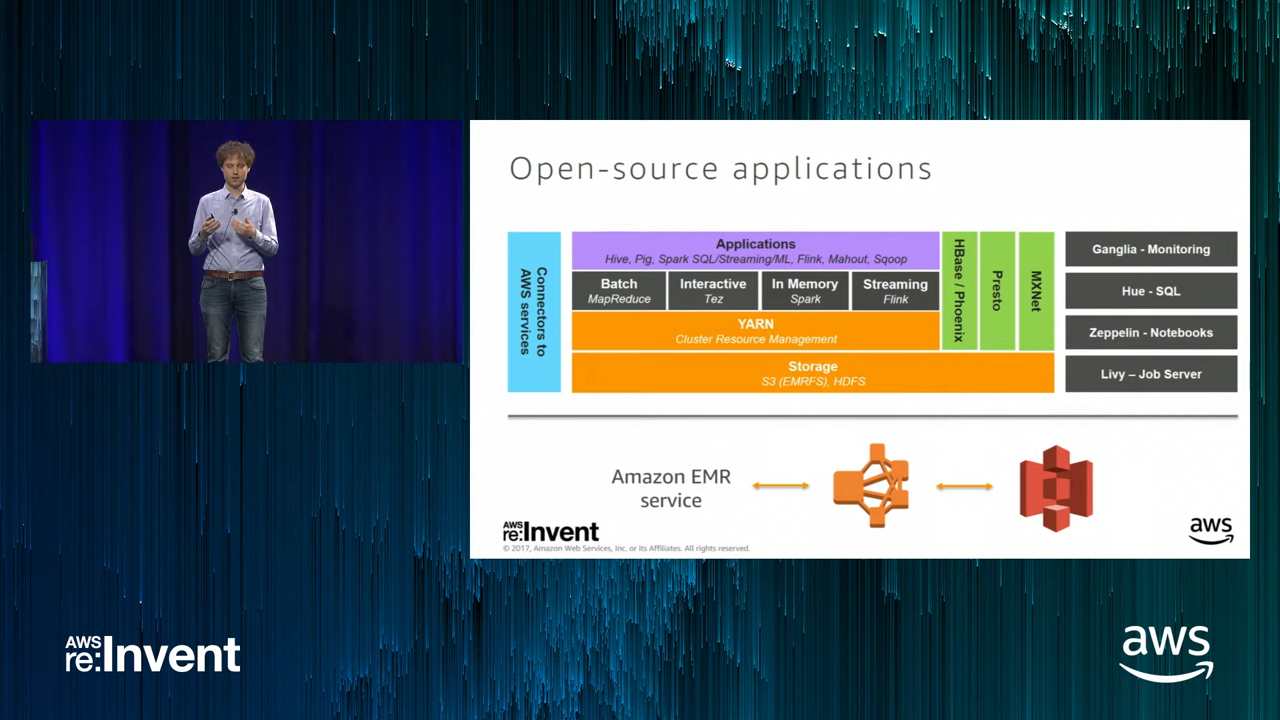 Open-source applications
Connectors to
AWS services
Applications
Hive, Pig, Spark SQL/Streaming/ML, Flink, Mahout, Sqoop
Batch
MapReduce
Interactive
Tez
In Memory
Spark
Streaming
Flink
YARN
Cluster Resource Management
Storage
S3 (EMRFS), HDFS
HBase / Phoenix
Presto
MXNet
Ganglia - Monitoring
Hue - SQL
Zeppelin - Notebooks
Livy – Job Server
Amazon EMR
service
AWS
re:Invent
© 2017, Amazon Web Services, Inc. or its Affiliates. All rights reserved.
aws
AWS
re:Invent
aws